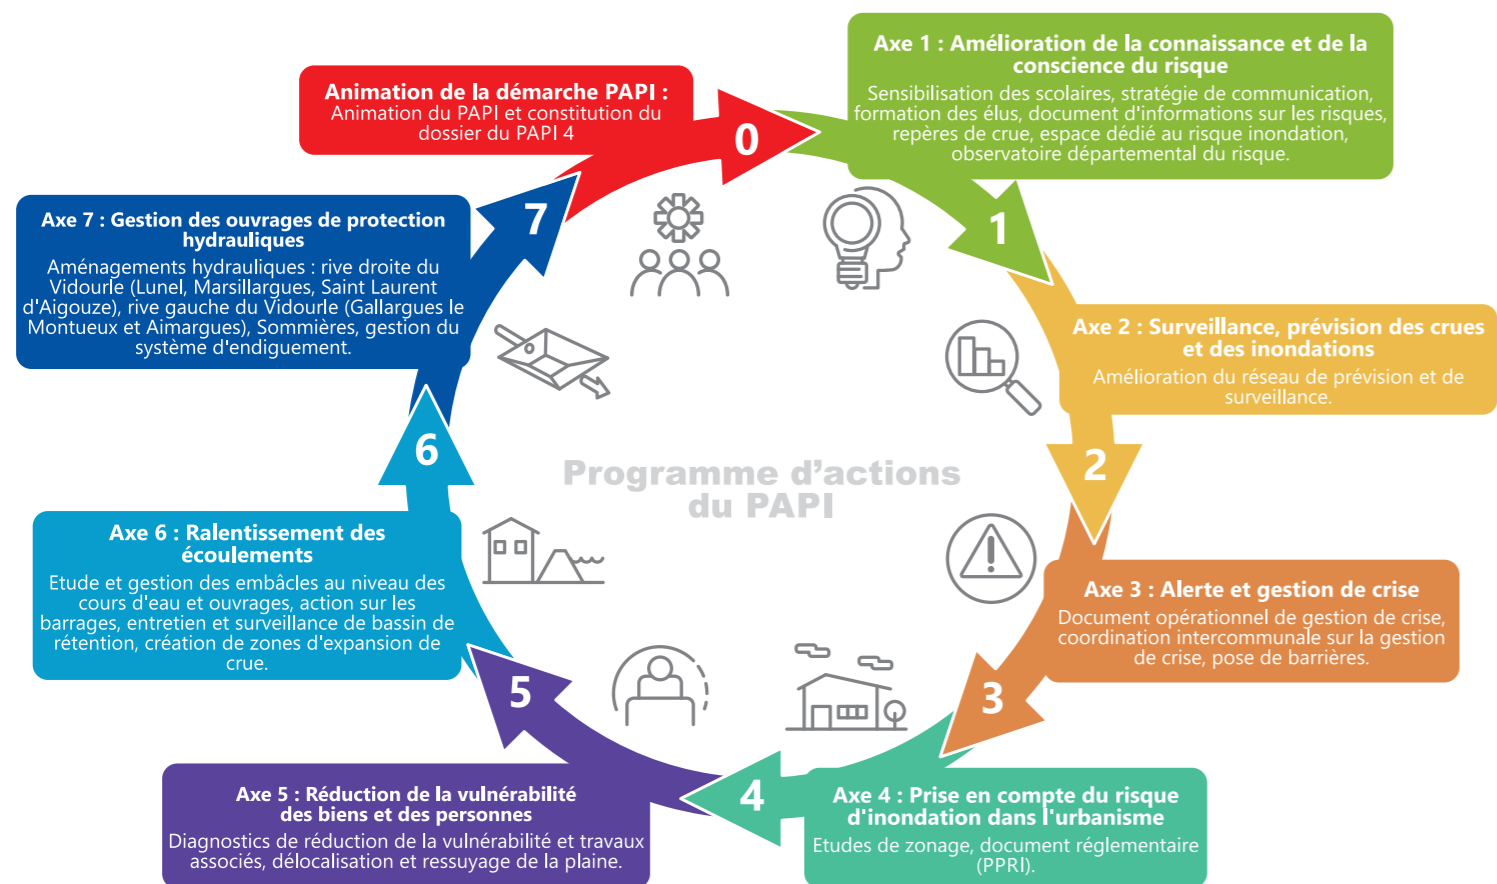 Animation de la démarche PAPI :
Animation du PAPI et constitution du
dossier du PAPI 4
0
Axe 1 : Amélioration de la connaissance et de la
conscience du risque
Sensibilisation des scolaires, stratégie de communication,
formation des élus, document d'informations sur les risques,
repères de crue, espace dédié au risque inondation,
observatoire départemental du risque.
1
Axe 2 : Surveillance, prévision des crues
et des inondations
Amélioration du réseau de prévision et de
surveillance.
2
Axe 3 : Alerte et gestion de crise
Document opérationnel de gestion de crise,
coordination intercommunale sur la gestion
de crise, pose de barrières.
3
Axe 4 : Prise en compte du risque
d'inondation dans l'urbanisme
Etudes de zonage, document réglementaire
(PPRI).
4
Axe 5 : Réduction de la vulnérabilité
des biens et des personnes
Diagnostics de réduction de la vulnérabilité et travaux
associés, délocalisation et ressuyage de la plaine.
5
Axe 6 : Ralentissement des
écoulements
Etude et gestion des embâcles au niveau des
cours d'eau et ouvrages, action sur les
barrages, entretien et surveillance de bassin de
rétention, création de zones d'expansion de
crue.
6
Axe 7 : Gestion des ouvrages de protection
hydrauliques
Aménagements hydrauliques : rive droite du
Vidourle (Lunel, Marsillargues, Saint Laurent
d'Aigouze), rive gauche du Vidourle (Gallargues le
Montueux et Aimargues), Sommières, gestion du
système d'endiguement.
7
Programme d'actions
du PAPI